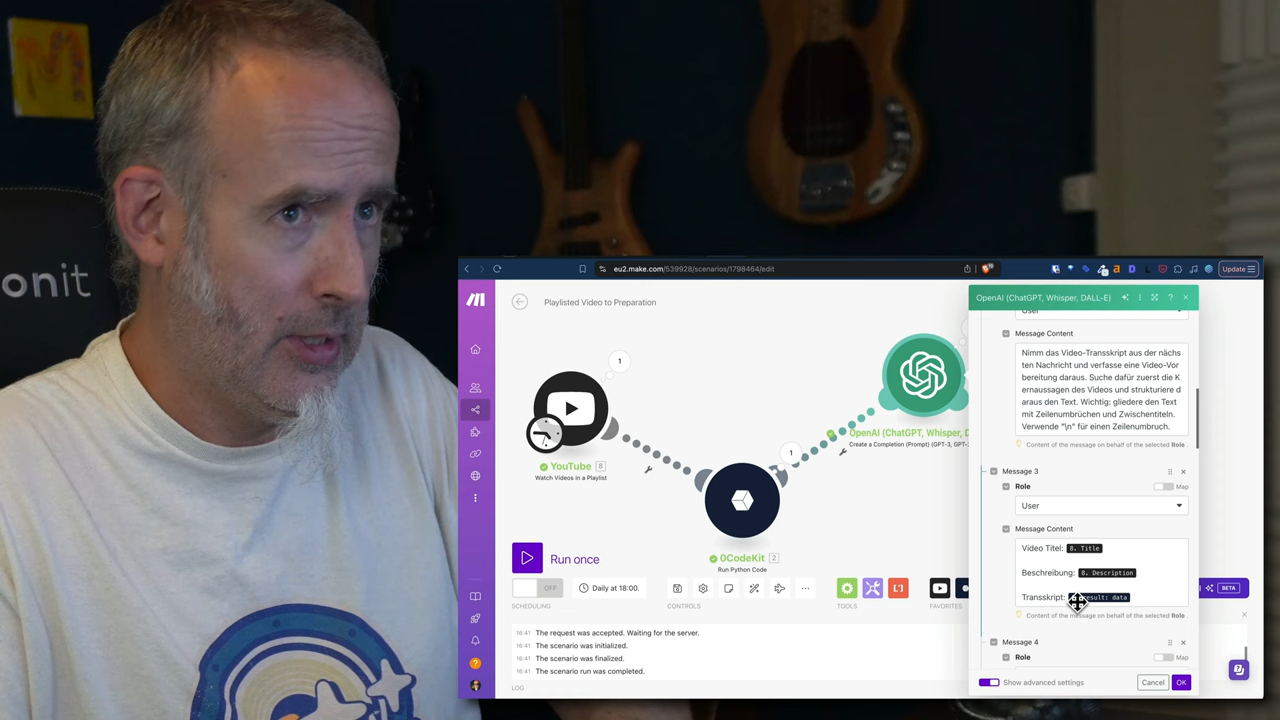 onit
eu2.make.com/539928/scenarios/1798464/edit
Update
Playlisted Video to Preparation
1
YouTube 8
Watch Videos in a Playlist
1
0CodeKit 2
Run Python Code
OpenAI (ChatGPT, Whisper, D
Create a Completion (Prompt) (GPT-3, GPT-
Run once
OFF
Daily at 18:00.
SCHEDULING
CONTROLS
TOOLS
FAVORITES
BETA
16:41 The request was accepted. Waiting for the server.
16:41 The scenario was initialized.
16:41 The scenario was finalized.
16:41 The scenario run was completed.
LOG
OpenAI (ChatGPT, Whisper, DALL-E)
User
Message Content
Nimm das Video-Transskript aus der nächs
ten Nachricht und verfasse eine Video-Vor
bereitung daraus. Suche dafür zuerst die K
ernaussagen des Videos und strukturiere d
araus den Text. Wichtig: gliedere den Text
mit Zeilenumbrüchen und Zwischentiteln.
Verwende "\n" für einen Zeilenumbruch.
Content of the message on behalf of the selected Role.
Message 3
Role
Map
User
Message Content
Video Titel: 8. Title
Beschreibung: 8. Description
Transskript: result: data
Content of the message on behalf of the selected Role.
Message 4
Role
Map
Show advanced settings
Cancel
OK